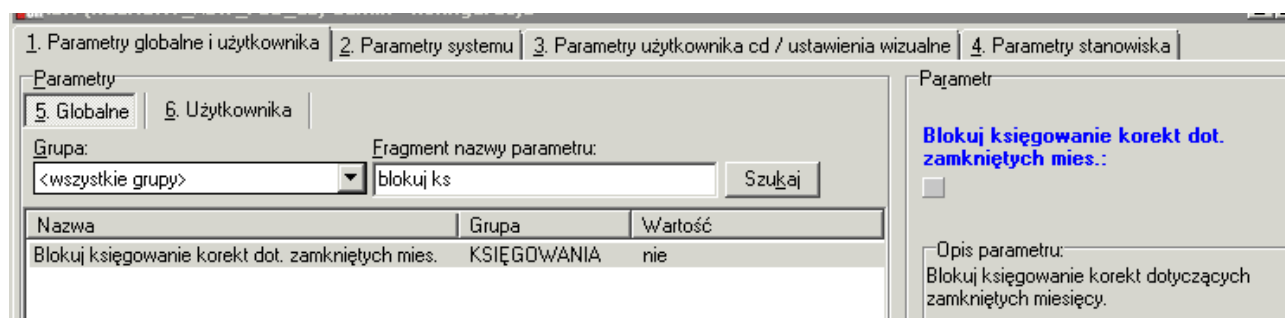 1. Parametry globalne i użytkownika 2. Parametry systemu 3. Parametry użytkownika cd / ustawienia wizualne 4. Parametry stanowiska
Parametry
5. Globalne 6. Użytkownika
Grupa: Fragment nazwy parametru:
<wszystkie grupy> blokuj ks Szukaj
Nazwa Grupa Wartość
Blokuj księgowanie korekt dot. zamkniętych mies. KSIĘGOWANIA nie
Parametr
Blokuj księgowanie korekt dot.
zamkniętych mies.:
Opis parametru:
Blokuj księgowanie korekt dotyczących
zamkniętych miesięcy.